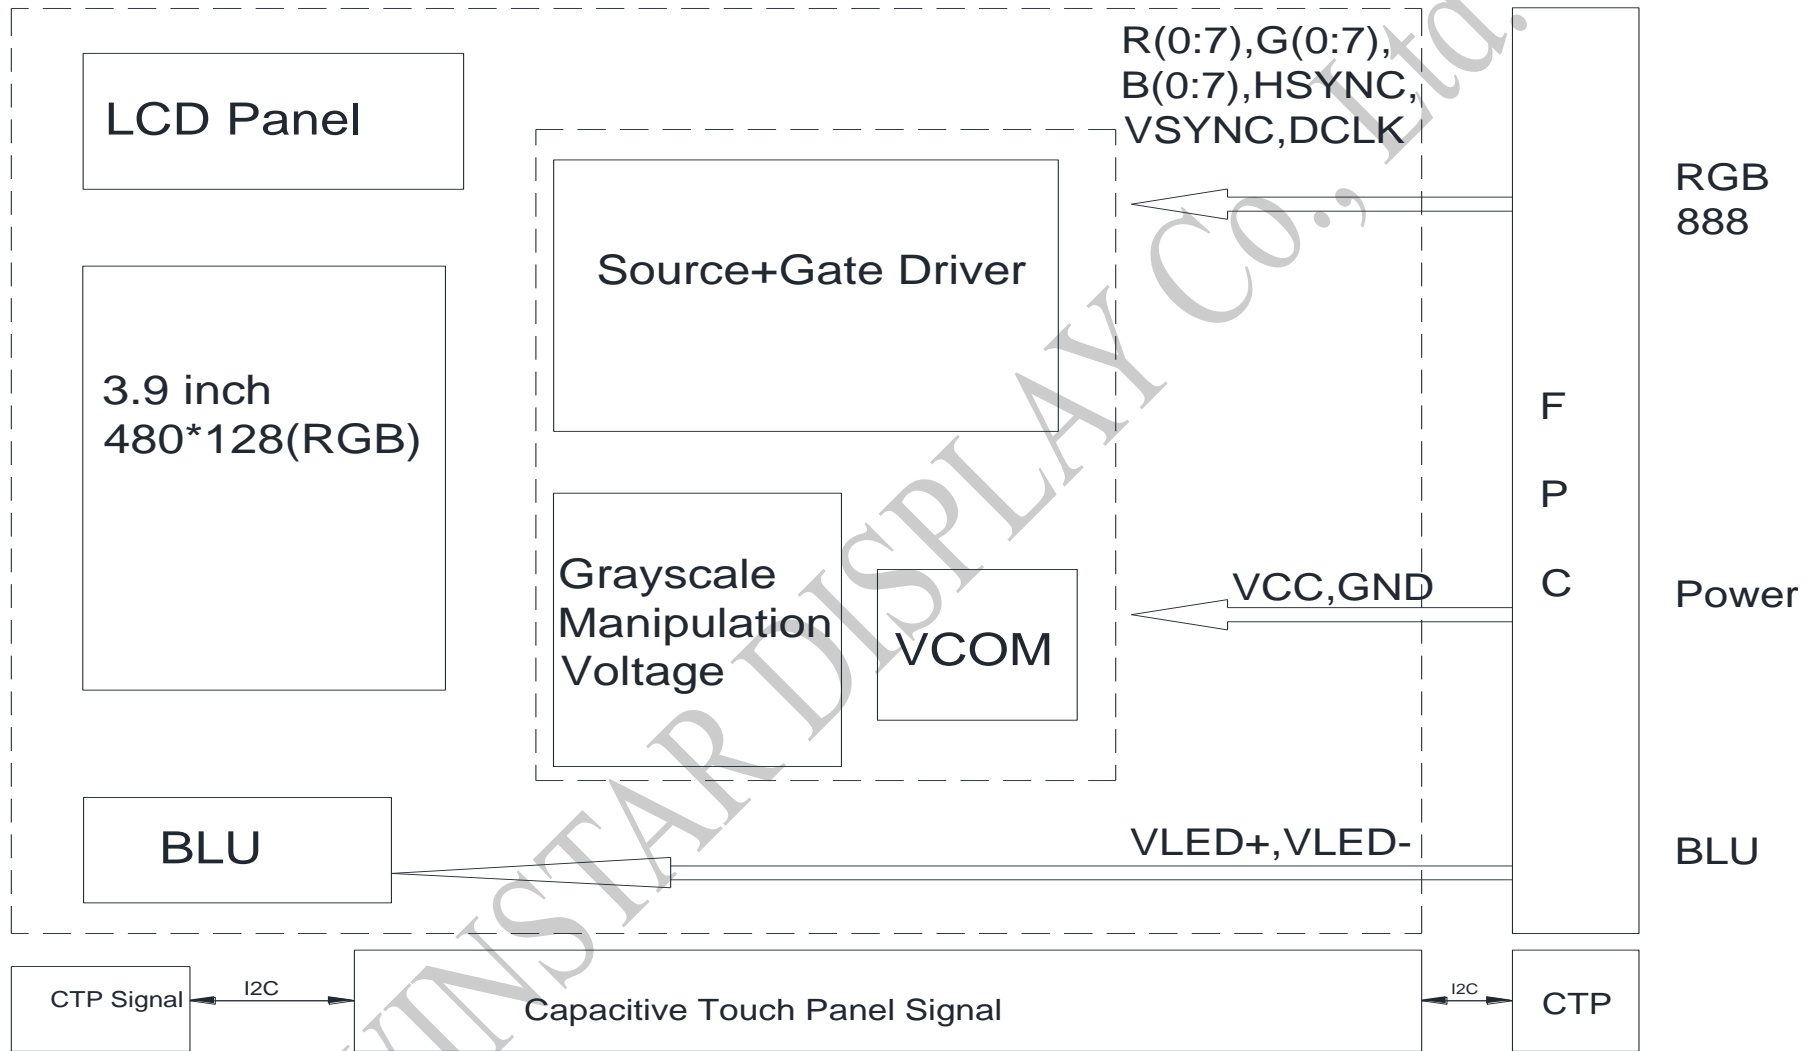 R(0:7),G(0:7),
B(0:7),HSYNC,
VSYNC,DCLK
LCD Panel
RGB
888
Source+Gate Driver
3.9 inch
480*128(RGB)
F
P
C
Grayscale
Manipulation
Voltage
VCOM
VCC,GND
Power
BLU
VLED+,VLED-
BLU
CTP Signal
I2C
Capacitive Touch Panel Signal
I2C
CTP
INSTAR DISPLAY Co., Ltd.